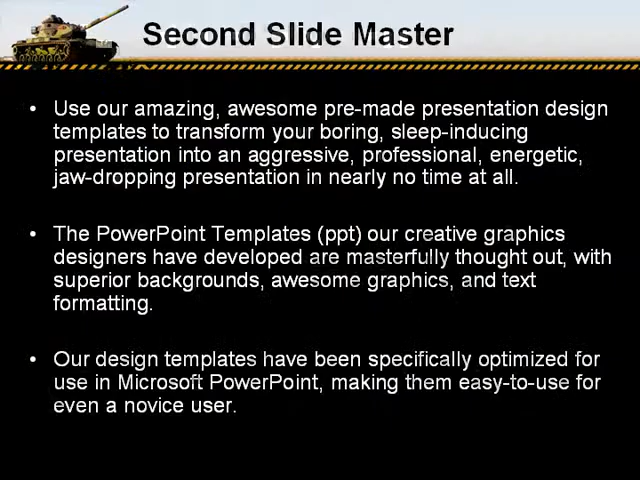 Second Slide Master
• Use our amazing, awesome pre-made presentation design
templates to transform your boring, sleep-inducing
presentation into an aggressive, professional, energetic,
jaw-dropping presentation in nearly no time at all.
• The PowerPoint Templates (ppt) our creative graphics
designers have developed are masterfully thought out, with
superior backgrounds, awesome graphics, and text
formatting.
• Our design templates have been specifically optimized for
use in Microsoft PowerPoint, making them easy-to-use for
even a novice user.